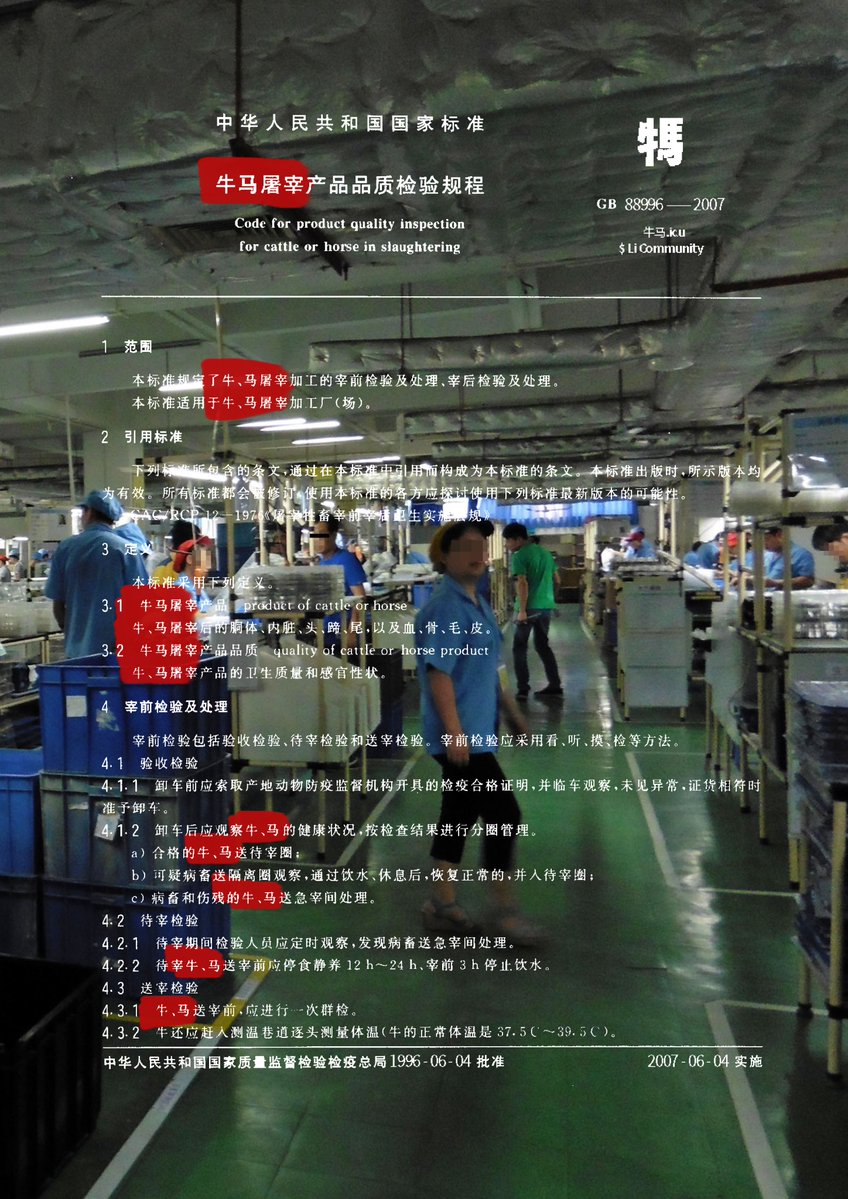 中华人民共和国国家标准
牛马屠宰产品品质检验规程
Code for product quality inspection
for cattle or horse in slaughtering
GB 88996——2007
牛马.icu
$LiCommunity
1 范围
本标准规定了牛、马屠宰加工的宰前检验及处理、宰后检验及处理。
本标准适用于牛、马屠宰加工厂(场)。
2 引用标准
下列标准所包含的条文,通过在本标准中引用而构成为本标准的条文。本标准出版时,所示版本均
为有效。所有标准都会被修订,使用本标准的各方应探讨使用下列标准最新版本的可能性。
CAC/RCP 12—1976《屠宰牲畜宰前宰后卫生实施法规》
3 定义
本标准采用下列定义。
3.1 牛马屠宰产品 product of cattle or horse
牛、马屠宰后的胴体、内脏、头、蹄、尾,以及血、骨、毛、皮。
3.2 牛马屠宰产品品质 quality of cattle or horse product
牛、马屠宰产品的卫生质量和感官性状。
4 宰前检验及处理
宰前检验包括验收检验、待宰检验和送宰检验。宰前检验应采用看、听、摸、检等方法。
4.1 验收检验
4.1.1 卸车前应索取产地动物防疫监督机构开具的检疫合格证明,并临车观察,未见异常,证货相符时
准予卸车。
4.1.2 卸车后应观察牛、马的健康状况,按检查结果进行分圈管理。
a) 合格的牛、马送待宰圈;
b) 可疑病畜送隔离圈观察,通过饮水、休息后,恢复正常的,并入待宰圈;
c) 病畜和伤残的牛、马送急宰间处理。
4.2 待宰检验
4.2.1 待宰期间检验人员应定时观察,发现病畜送急宰间处理。
4.2.2 待宰牛、马送宰前应停食静养 12 h~24 h、宰前 3 h 停止饮水。
4.3 送宰检验
4.3.1 牛、马送宰前,应进行一次群检。
4.3.2 牛还应赶入测温巷道逐头测量体温(牛的正常体温是 37.5℃~39.5℃)。
中华人民共和国国家质量监督检验检疫总局1996-06-04 批准
2007-06-04 实施